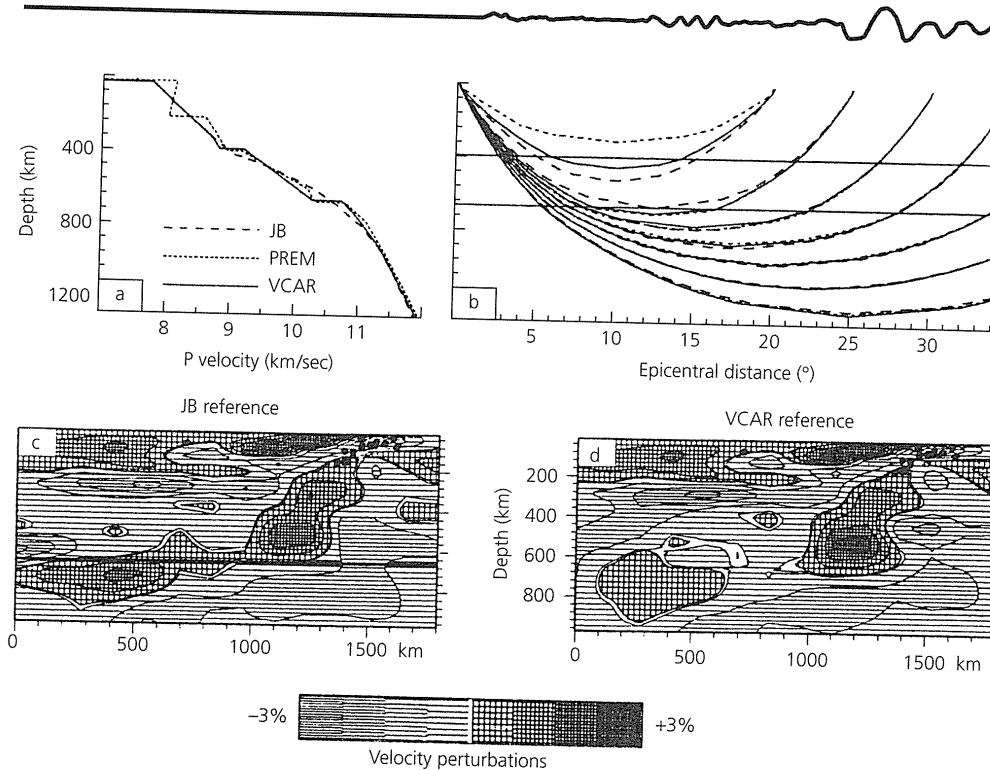 400
800
1200
Depth (km)
JB
PREM
VCAR
a
8 9 10 11
P velocity (km/sec)
b
5 10 15 20 25 30
Epicentral distance (º)
JB reference
c
0 500 1000 1500 km
VCAR reference
d
200
400
600
800
Depth (km)
0 500 1000 1500 km
−3% +3%
Velocity perturbations